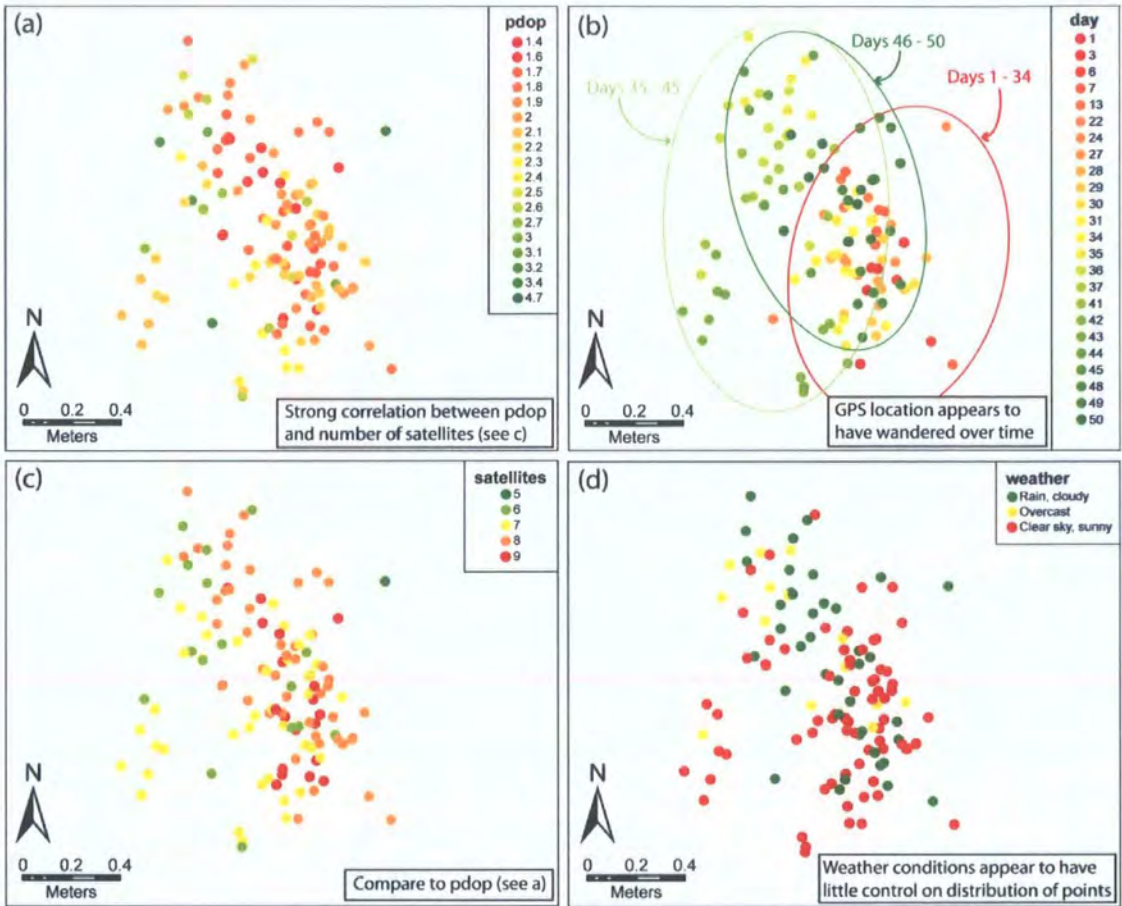 (a)
pdop
1.4
1.6
1.7
1.8
1.9
2
2.1
2.2
2.3
2.4
2.5
2.6
2.7
3
3.1
3.2
3.4
4.7
N
0 0.2 0.4
Meters
Strong correlation between pdop
and number of satellites (see c)
(b)
Days 46 - 50
Days 35 - 45
Days 1 - 34
day
1
3
6
7
13
22
24
27
28
29
30
31
34
35
36
37
41
42
43
44
45
48
49
50
N
0 0.2 0.4
Meters
GPS location appears to
have wandered over time
(c)
satellites
5
6
7
8
9
N
0 0.2 0.4
Meters
Compare to pdop (see a)
(d)
weather
Rain, cloudy
Overcast
Clear sky, sunny
N
0 0.2 0.4
Meters
Weather conditions appear to have
little control on distribution of points